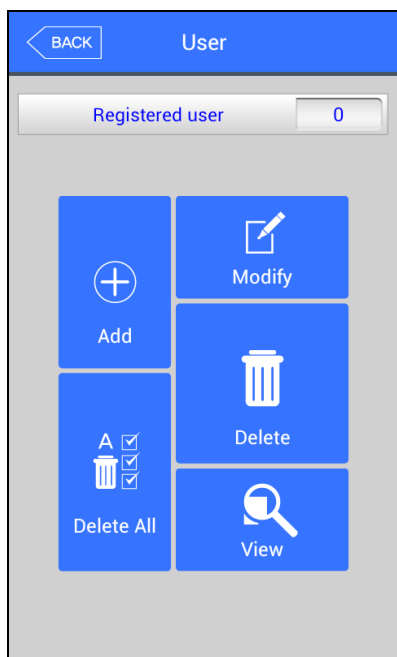 BACK
User
Registered user 0
Modify
Add
Delete
A
Delete All
View